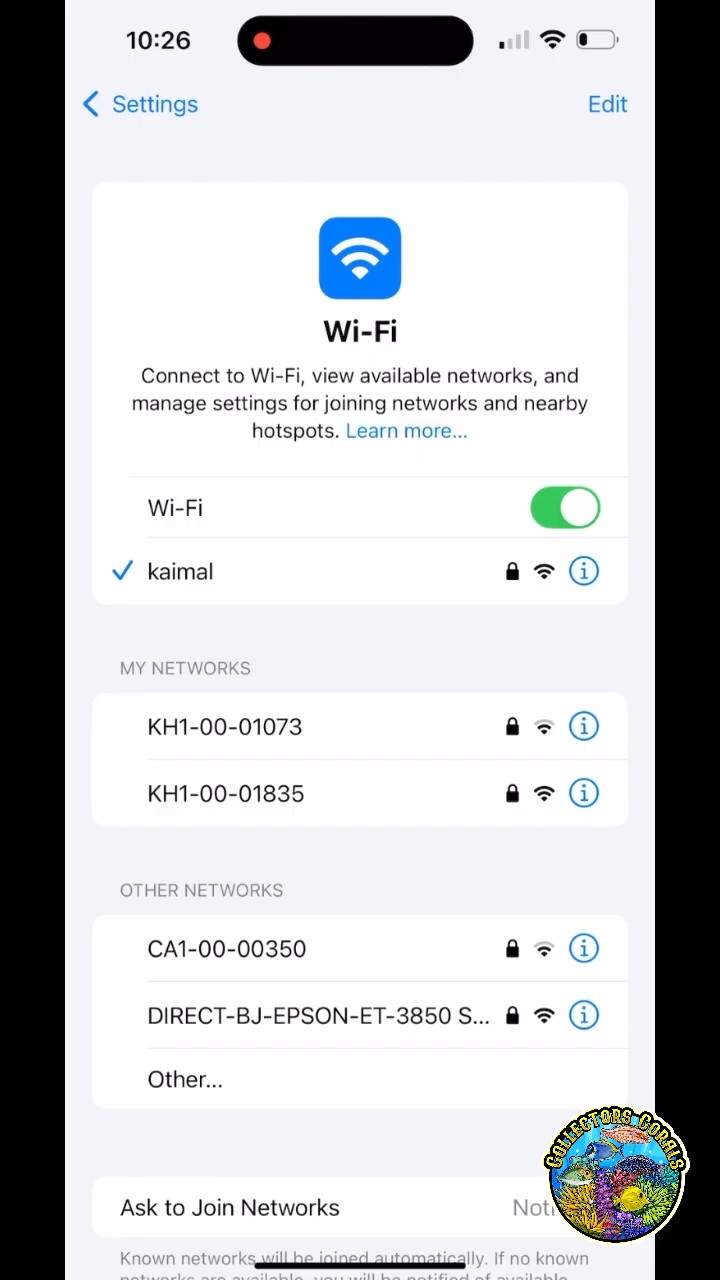 10:26
Settings
Edit
Wi-Fi
Connect to Wi-Fi, view available networks, and
manage settings for joining networks and nearby
hotspots. Learn more...
Wi-Fi
kaimal
MY NETWORKS
KH1-00-01073
KH1-00-01835
OTHER NETWORKS
CA1-00-00350
DIRECT-BJ-EPSON-ET-3850 S...
Other...
COLLECTORS CORALS
Ask to Join Networks
Known networks will be joined automatically. If no known
networks are available, you will be notified of available